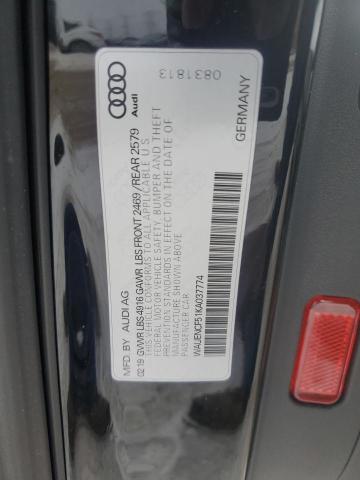 0831813
Audi
GERMANY
MFD. BY AUDI AG
02 19 GVWR LBS 4916 GAWR LBS FRONT 2469 /REAR 2579
THIS VEHICLE CONFORMS TO ALL APPLICABLE U S
MOTOR VEHICLE SAFETY, BUMPER AND THEFT
PREVENTION STANDARDS IN EFFECT ON THE DATE OF
MANUFACTURE SHOWN ABOVE.
PASSENGER CAR
WAUENCF51KA037774